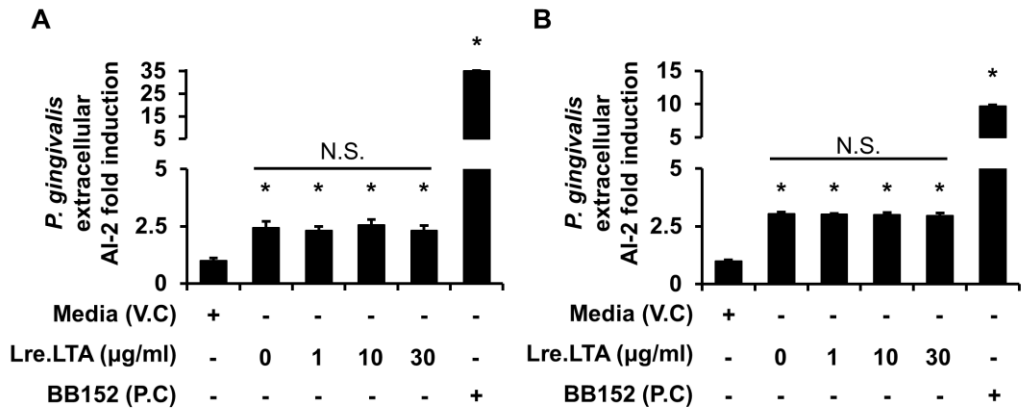 A
P. gingivalis
extracellular
AI-2 fold induction
35
25
15
5
5
2.5
0
N.S.
* * * * *
Media (V.C) + - - - - -
Lre.LTA (μg/ml) - 0 1 10 30 -
BB152 (P.C) - - - - - +
B
P. gingivalis
extracellular
AI-2 fold induction
15
10
5
5
2.5
0
N.S.
* * * * *
Media (V.C) + - - - - -
Lre.LTA (μg/ml) - 0 1 10 30 -
BB152 (P.C) - - - - - +